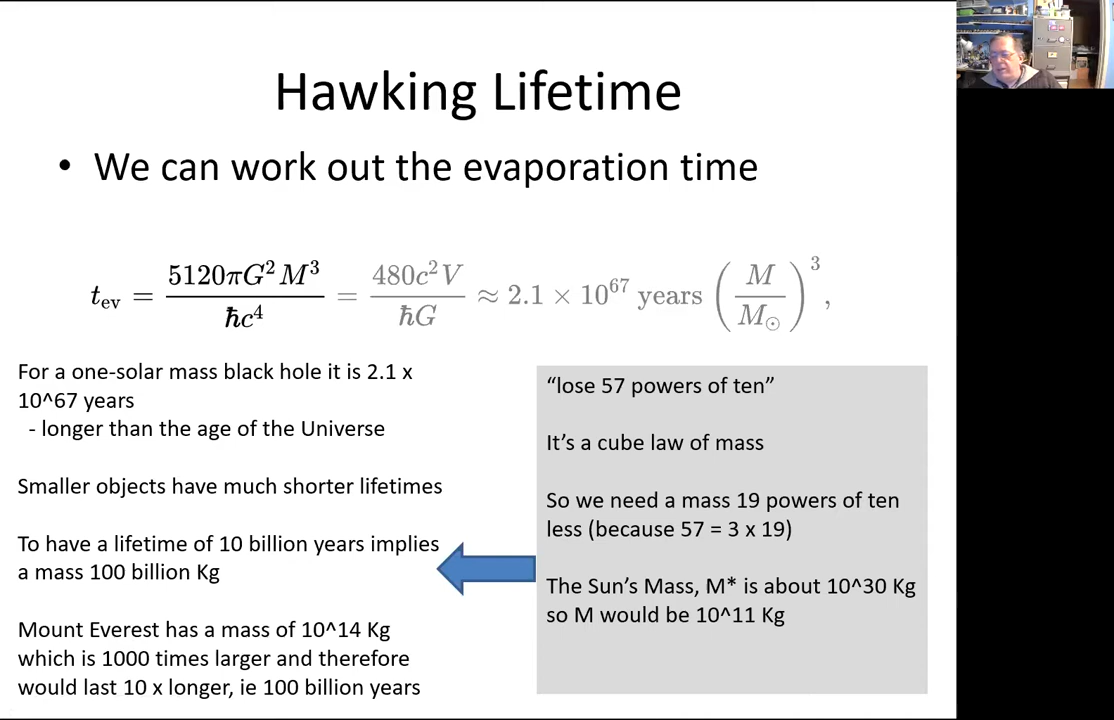 Hawking Lifetime
• We can work out the evaporation time
t_ev = 5120πG²M³ / ħc⁴ = 480c²V / ħG ≈ 2.1 × 10⁶⁷ years (M / M☉)³,
For a one-solar mass black hole it is 2.1 x
10^67 years
- longer than the age of the Universe
Smaller objects have much shorter lifetimes
To have a lifetime of 10 billion years implies
a mass 100 billion Kg
Mount Everest has a mass of 10^14 Kg
which is 1000 times larger and therefore
would last 10 x longer, ie 100 billion years
“lose 57 powers of ten”
It’s a cube law of mass
So we need a mass 19 powers of ten
less (because 57 = 3 x 19)
The Sun’s Mass, M* is about 10^30 Kg
so M would be 10^11 Kg